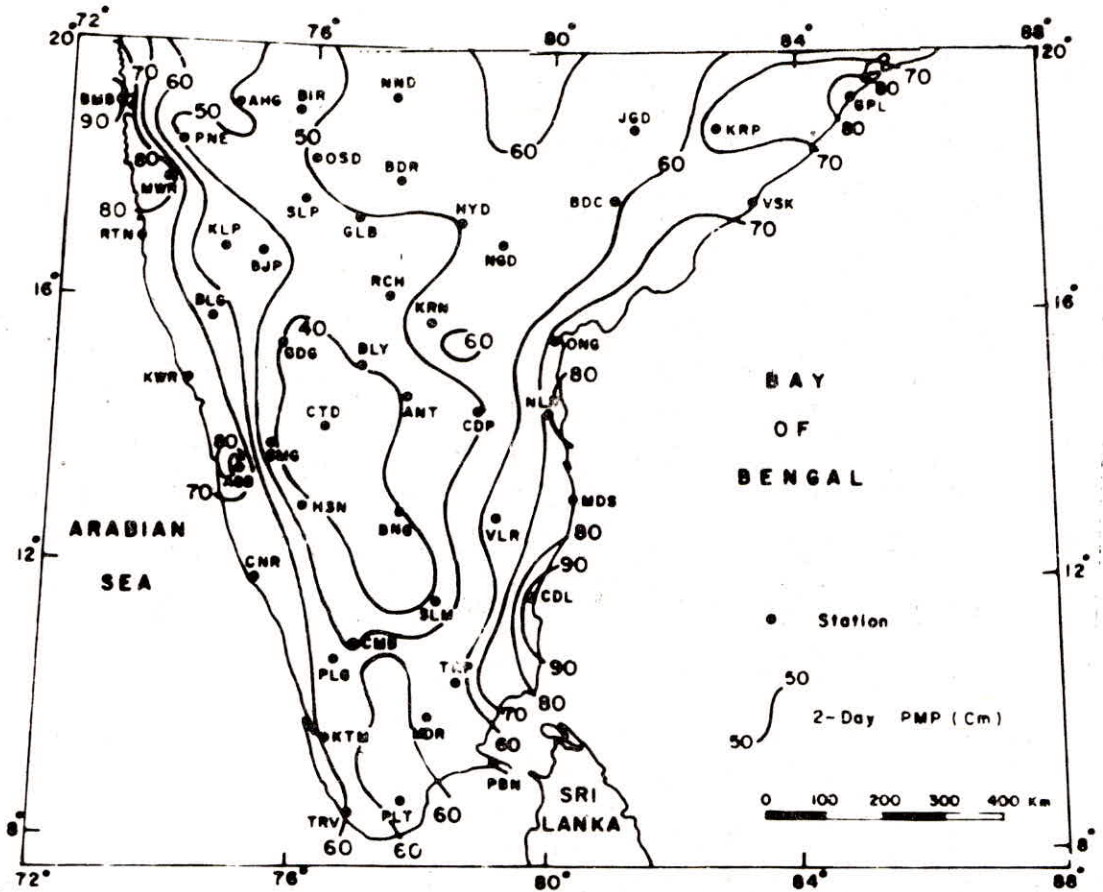 72° 76° 80° 84° 88°
20° 20°
70 60 70
BMB AHG BIR NND 80
90 50 GPL
PNE 50 JGD KRP 80
80 OSD 60 60 70
MWR BDR
80 SLP BDC VSK
RTN KLP GLB HYD 70
BJP NGD
16° RCH 16°
BLG KRN
40 60 ONG
GDG BLY 80
KWR NLR
CTD ANT CDP
BAY
OF
BENGAL
80 SMG
AGB
70 HSN BNG VLR MDS
ARABIAN
SEA
80
12° CNR 90 12°
SLM CDL
Station
CMB
PLG TRP 90
80
50
70 2-Day PMP (Cm)
KTM MDR 60 50
PBN
SRI
LANKA
0 100 200 300 400 Km
TRV PLT 60
8° 60 60 8°
72° 76° 80° 84° 88°